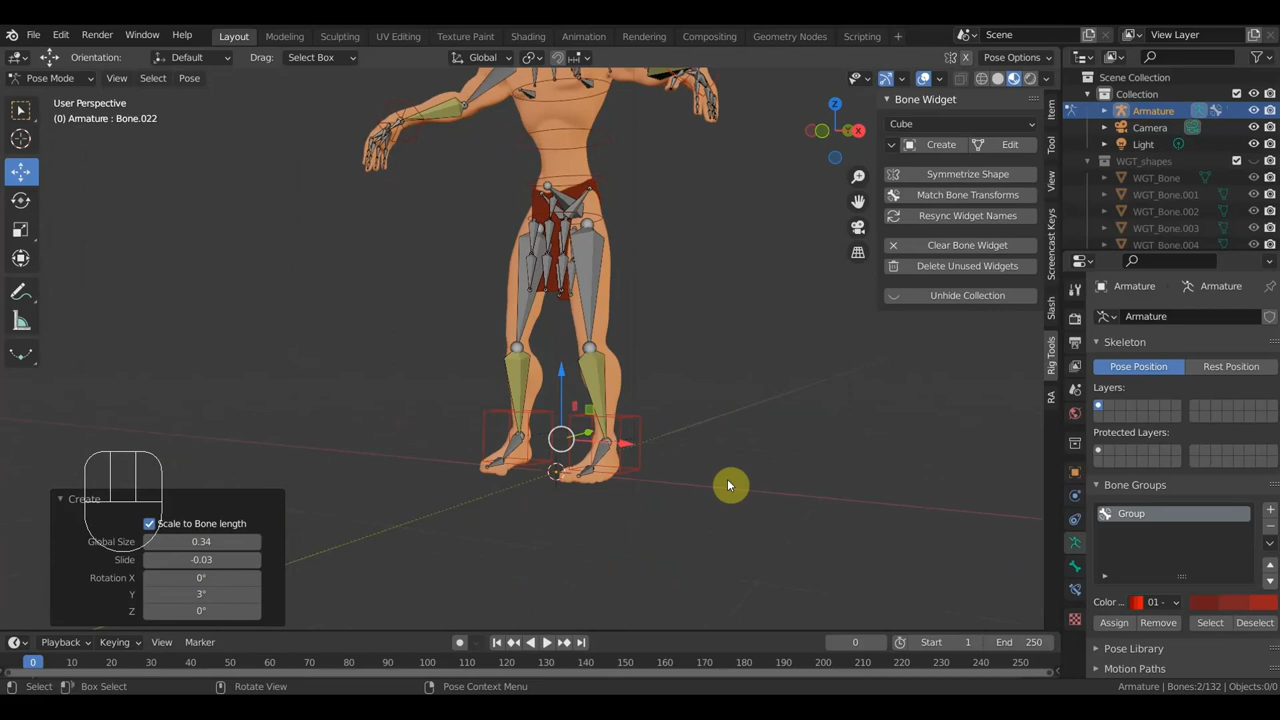 File Edit Render Window Help Layout Modeling Sculpting UV Editing Texture Paint Shading Animation Rendering Compositing Geometry Nodes Scripting + Scene View Layer
Orientation: Default Drag: Select Box Global X Pose Options
Pose Mode View Select Pose
User Perspective
(0) Armature : Bone.022
Z
Y
X
Bone Widget
Cube
Create Edit
Symmetrize Shape
Match Bone Transforms
Resync Widget Names
Clear Bone Widget
Delete Unused Widgets
Unhide Collection
Item
Tool
View
Screencast Keys
Slash
Rig Tools
RA
Scene Collection
Collection
Armature
Camera
Light
WGT_shapes
WGT_Bone
WGT_Bone.001
WGT_Bone.002
WGT_Bone.003
WGT_Bone.004
Armature Armature
Armature
Skeleton
Pose Position Rest Position
Layers:
Protected Layers:
Bone Groups
Group
Color ... 01 -
Assign Remove Select Deselect
Pose Library
Motion Paths
Create
Scale to Bone length
Global Size 0.34
Slide -0.03
Rotation X 0°
Y 3°
Z 0°
Playback Keying View Marker 0 Start 1 End 250
0 10 20 30 40 50 60 70 80 90 100 110 120 130 140 150 160 170 180 190 200 210 220 230 240 250
Select Box Select Rotate View Pose Context Menu Armature | Bones:2/132 | Objects:0/0